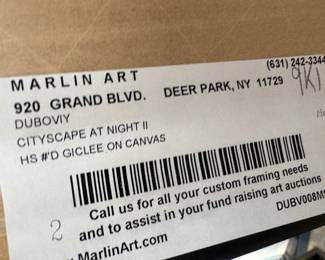 MARLIN ART (631) 242-3344
920 GRAND BLVD. DEER PARK, NY 11729
DUBOVIY
CITYSCAPE AT NIGHT II
HS #'D GICLEE ON CANVAS
2
Call us for all your custom framing needs
and to assist in your fund raising art auctions
MarlinArt.com